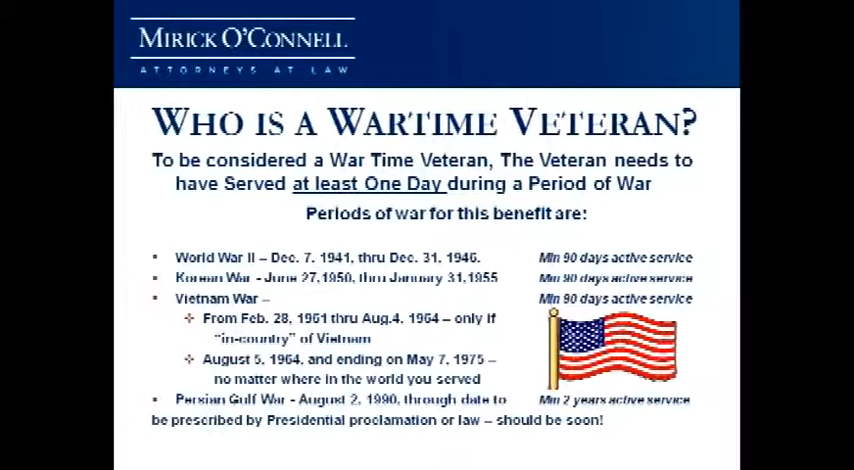 MIRICK O'CONNELL
ATTORNEYS AT LAW
WHO IS A WARTIME VETERAN?
To be considered a War Time Veteran, The Veteran needs to
have Served at least One Day during a Period of War
Periods of war for this benefit are:
• World War II – Dec. 7, 1941, thru Dec. 31, 1946. Min 90 days active service
• Korean War - June 27,1950, thru January 31,1955 Min 90 days active service
• Vietnam War – Min 90 days active service
From Feb. 28, 1961 thru Aug.4, 1964 – only if
"in-country" of Vietnam
August 5, 1964, and ending on May 7, 1975 –
no matter where in the world you served
• Persian Gulf War - August 2, 1990, through date to Min 2 years active service
be prescribed by Presidential proclamation or law – should be soon!